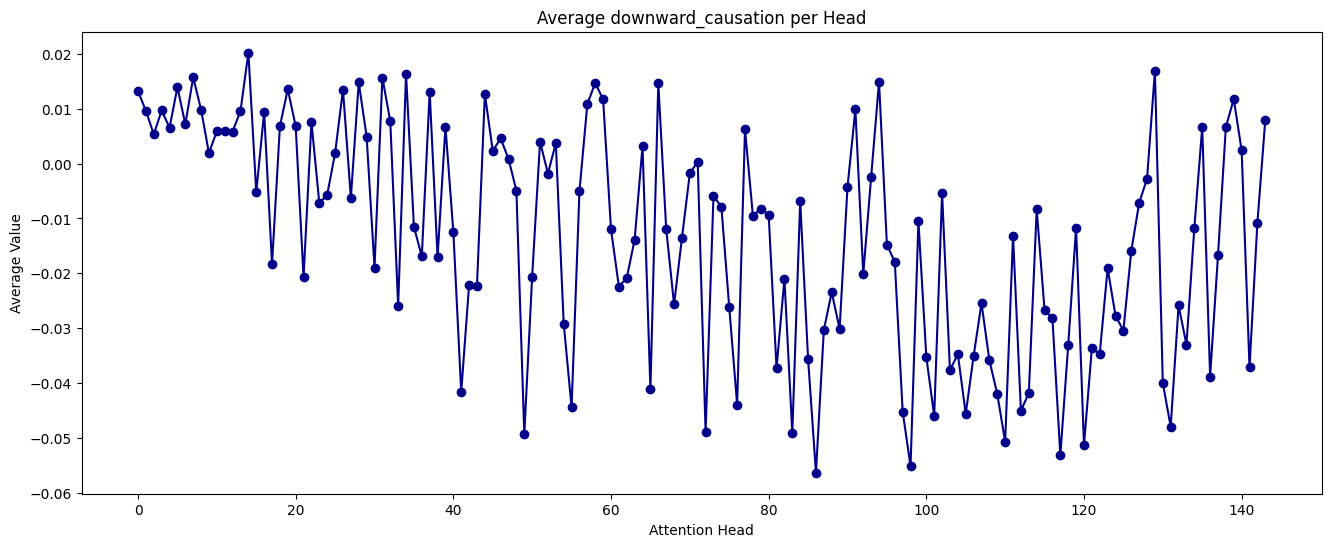 Average downward_causation per Head
Average Value
0.02
0.01
0.00
−0.01
−0.02
−0.03
−0.04
−0.05
−0.06
0 20 40 60 80 100 120 140
Attention Head